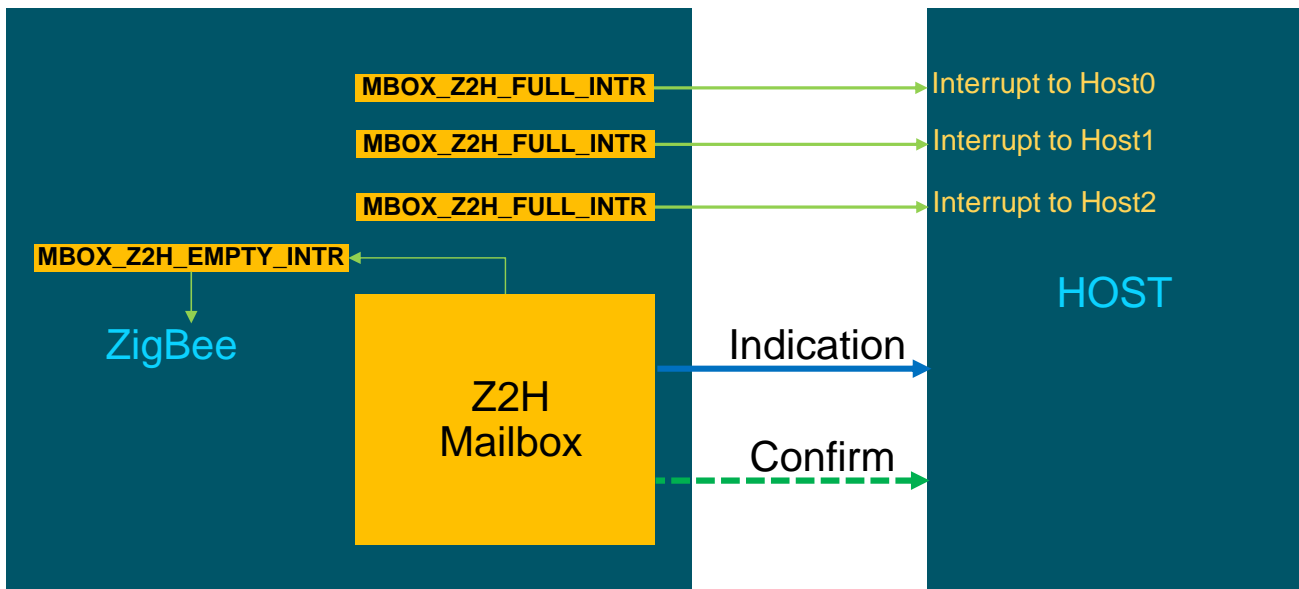 MBOX_Z2H_FULL_INTR
Interrupt to Host0
MBOX_Z2H_FULL_INTR
Interrupt to Host1
MBOX_Z2H_FULL_INTR
Interrupt to Host2
MBOX_Z2H_EMPTY_INTR
ZigBee
HOST
Z2H
Mailbox
Indication
Confirm